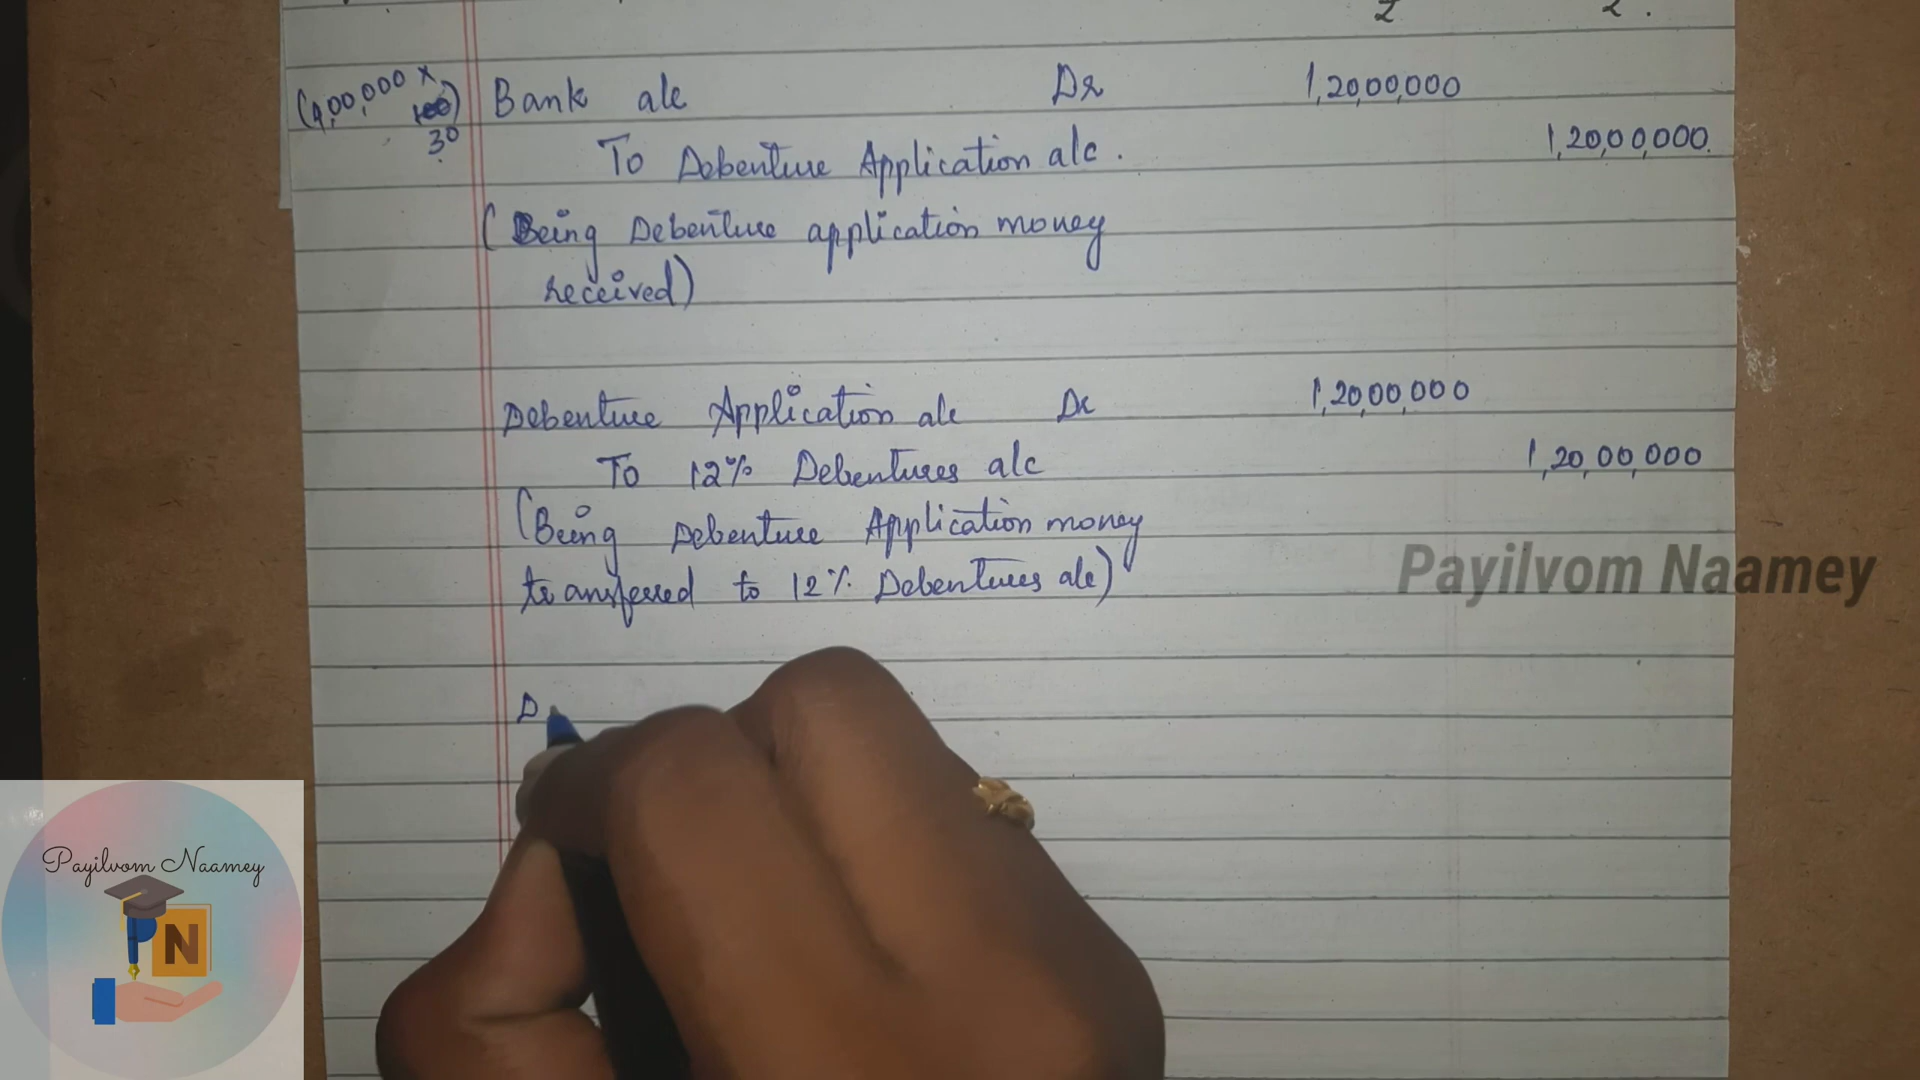 ₹ ₹.
(4,00,000 x
100)
30
Bank a/c Dr 1,20,00,000
To Debenture Application a/c. 1,20,00,000.
(Being Debenture application money
received)
Debenture Application a/c Dr 1,20,00,000
To 12% Debentures a/c 1,20,00,000
(Being Debenture Application money
transferred to 12% Debentures a/c)
D
Payilvom Naamey
Payilvom Naamey
PN